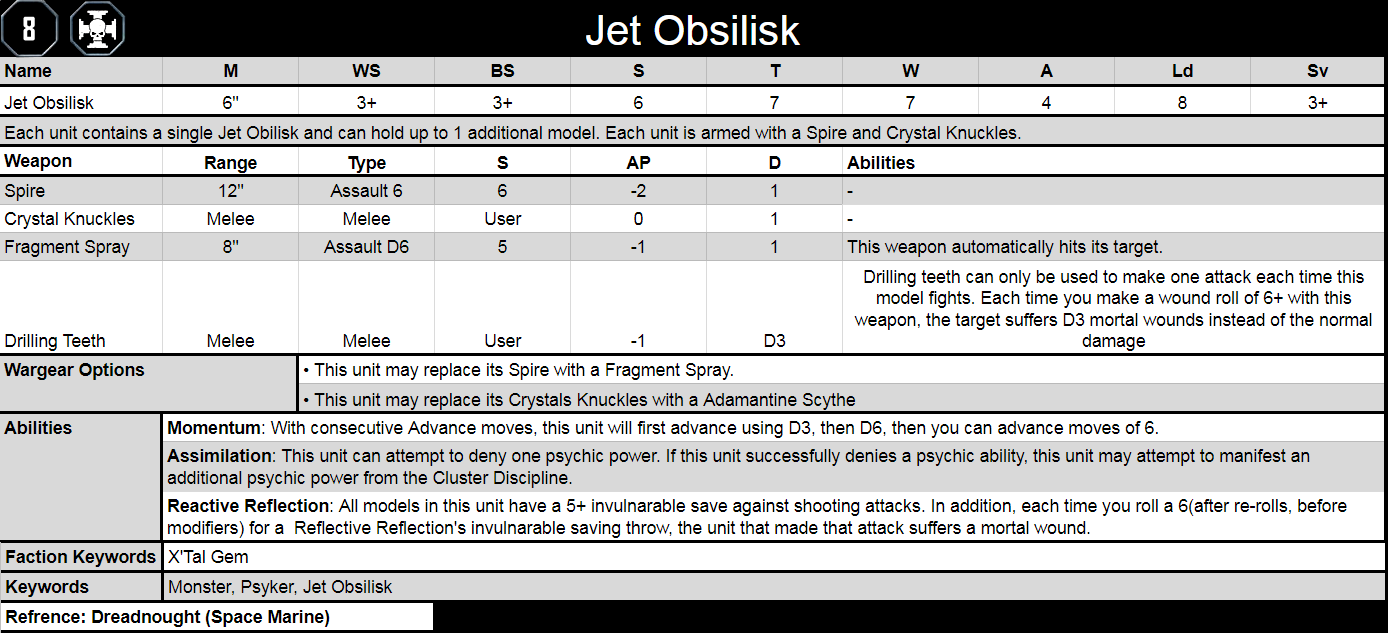 8 Jet Obsilisk
Name M WS BS S T W A Ld Sv
Jet Obsilisk 6" 3+ 3+ 6 7 7 4 8 3+
Each unit contains a single Jet Obilisk and can hold up to 1 additional model. Each unit is armed with a Spire and Crystal Knuckles.
Weapon Range Type S AP D Abilities
Spire 12" Assault 6 6 -2 1 -
Crystal Knuckles Melee Melee User 0 1 -
Fragment Spray 8" Assault D6 5 -1 1 This weapon automatically hits its target.
Drilling teeth can only be used to make one attack each time this
model fights. Each time you make a wound roll of 6+ with this
weapon, the target suffers D3 mortal wounds instead of the normal
Drilling Teeth Melee Melee User -1 D3 damage
Wargear Options • This unit may replace its Spire with a Fragment Spray.
• This unit may replace its Crystals Knuckles with a Adamantine Scythe
Abilities Momentum: With consecutive Advance moves, this unit will first advance using D3, then D6, then you can advance moves of 6.
Assimilation: This unit can attempt to deny one psychic power. If this unit successfully denies a psychic ability, this unit may attempt to manifest an
additional psychic power from the Cluster Discipline.
Reactive Reflection: All models in this unit have a 5+ invulnarable save against shooting attacks. In addition, each time you roll a 6(after re-rolls, before
modifiers) for a  Reflective Reflection's invulnarable saving throw, the unit that made that attack suffers a mortal wound.
Faction Keywords X'Tal Gem
Keywords Monster, Psyker, Jet Obsilisk
Refrence: Dreadnought (Space Marine)